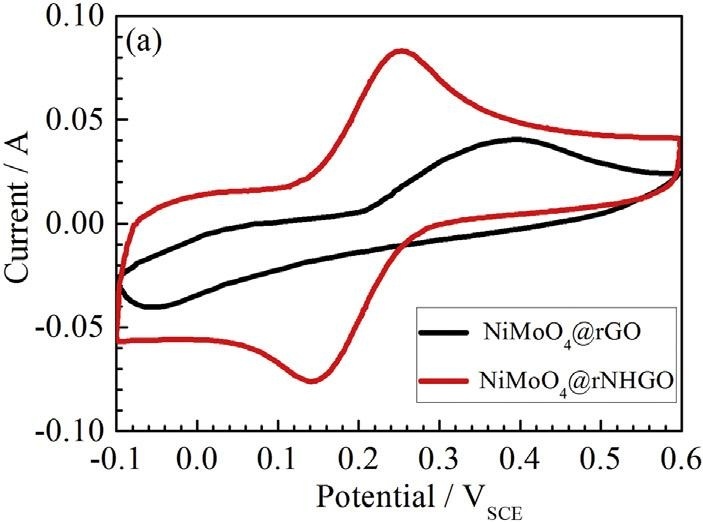 (a)
0.10
0.05
0.00
-0.05
-0.10
Current / A
NiMoO₄@rGO
NiMoO₄@rNHGO
-0.1 0.0 0.1 0.2 0.3 0.4 0.5 0.6
Potential / V_SCE